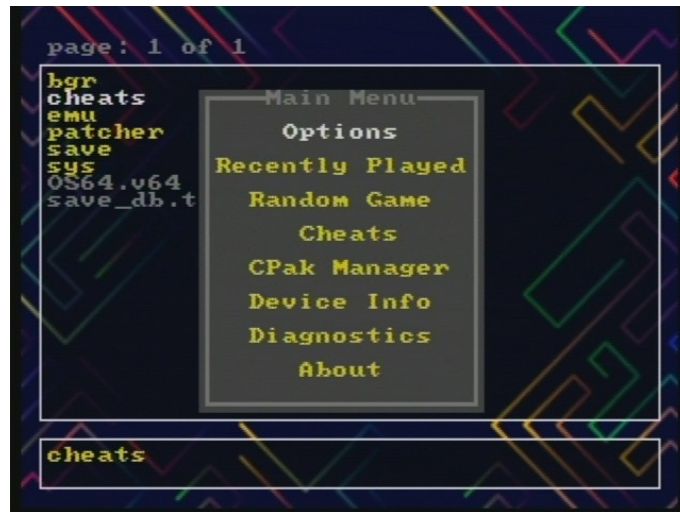 page: 1 of 1
bgr
cheats
emu
patcher
save
sys
OS64.v64
save_db.t
Main Menu
Options
Recently Played
Random Game
Cheats
CPak Manager
Device Info
Diagnostics
About
cheats